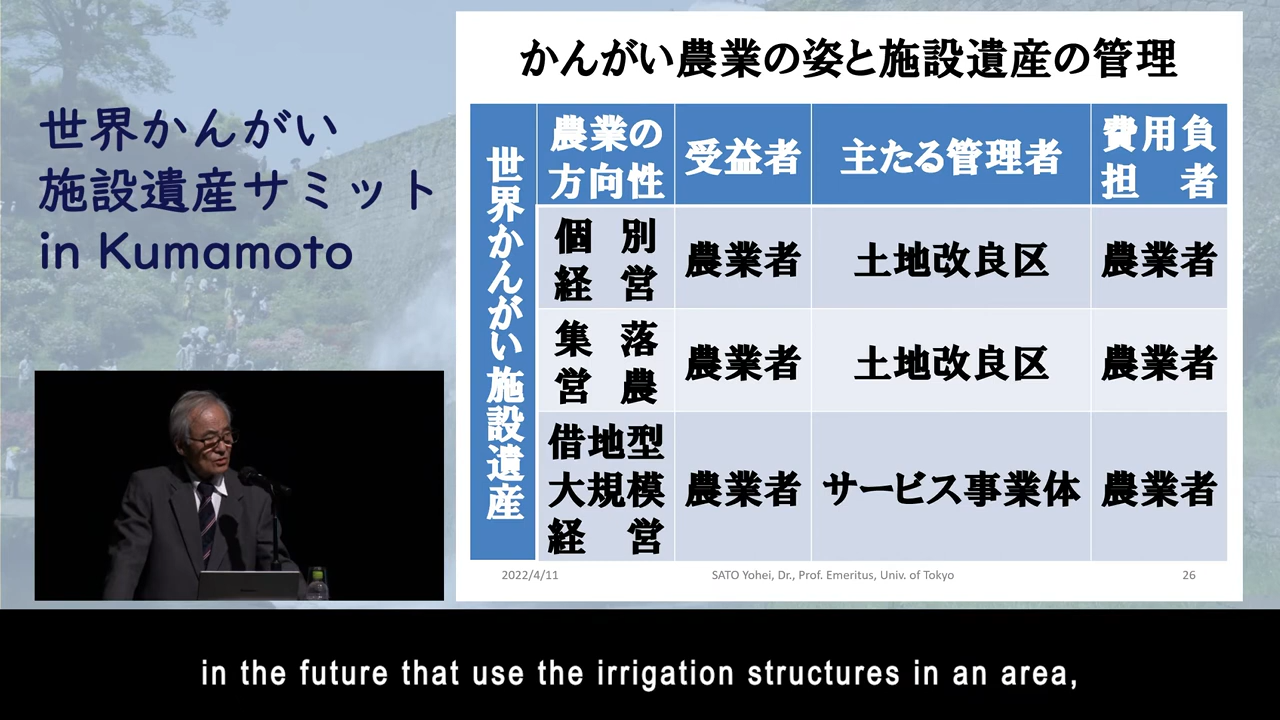 世界かんがい
施設遺産サミット
in Kumamoto
かんがい農業の姿と施設遺産の管理
世界かんがい施設遺産
農業の
方向性
受益者
主たる管理者
費用負
担 者
個 別
経 営
農業者
土地改良区
農業者
集 落
営 農
農業者
土地改良区
農業者
借地型
大規模
経 営
農業者
サービス事業体
農業者
2022/4/11
SATO Yohei, Dr., Prof. Emeritus, Univ. of Tokyo
26
in the future that use the irrigation structures in an area,